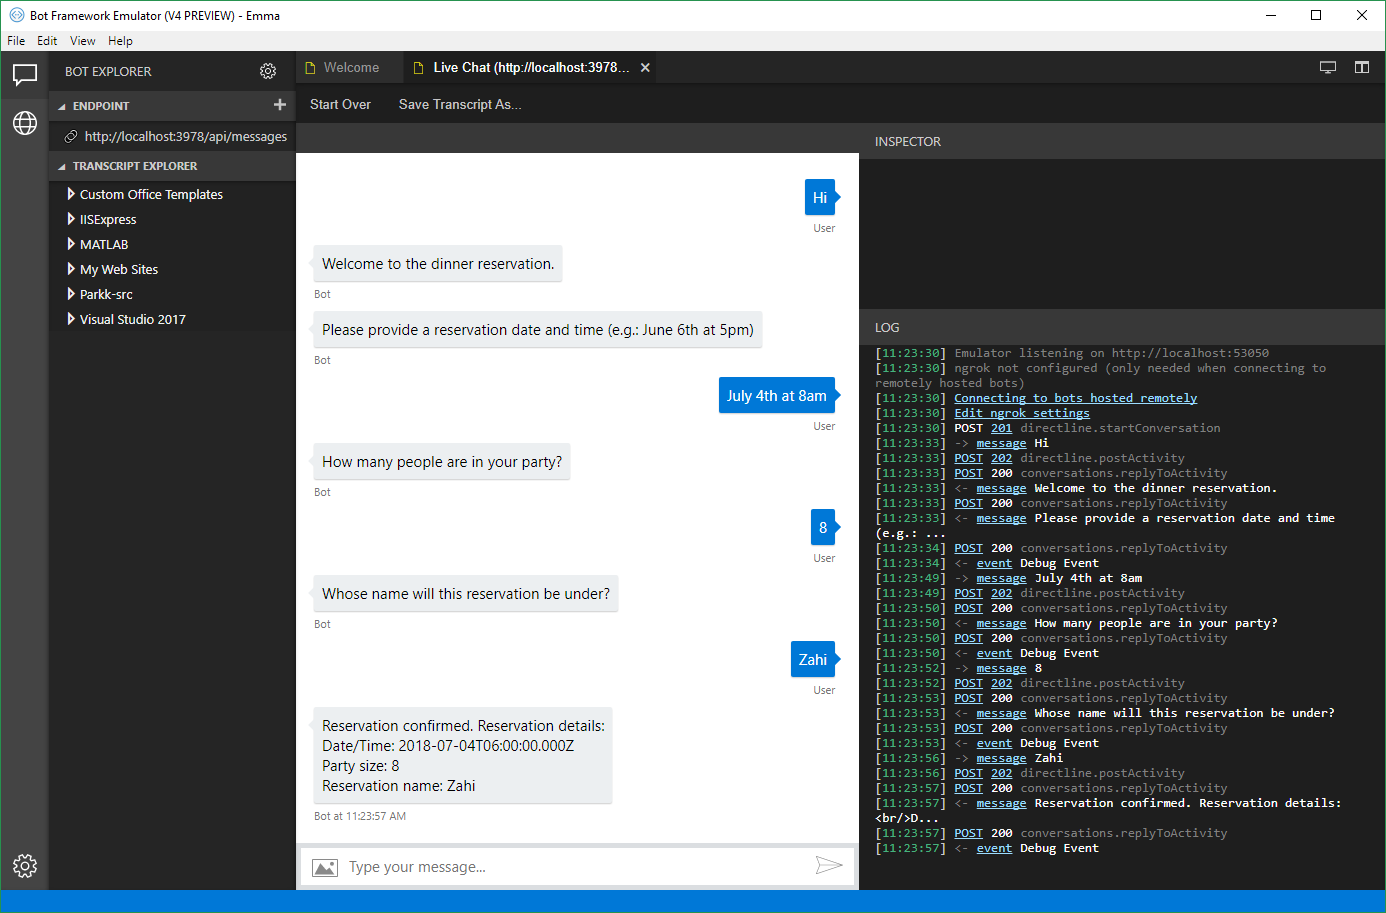 Bot Framework Emulator (V4 PREVIEW) - Emma
File Edit View Help
BOT EXPLORER
ENDPOINT
http://localhost:3978/api/messages
TRANSCRIPT EXPLORER
Custom Office Templates
IISExpress
MATLAB
My Web Sites
Parkk-src
Visual Studio 2017
Welcome
Live Chat (http://localhost:3978...
Start Over
Save Transcript As...
Hi
User
Welcome to the dinner reservation.
Bot
Please provide a reservation date and time (e.g.: June 6th at 5pm)
Bot
July 4th at 8am
User
How many people are in your party?
Bot
8
User
Whose name will this reservation be under?
Bot
Zahi
User
Reservation confirmed. Reservation details:
Date/Time: 2018-07-04T06:00:00.000Z
Party size: 8
Reservation name: Zahi
Bot at 11:23:57 AM
Type your message...
INSPECTOR
LOG
[11:23:30] Emulator listening on http://localhost:53050
[11:23:30] ngrok not configured (only needed when connecting to
remotely hosted bots)
[11:23:30] Connecting to bots hosted remotely
[11:23:30] Edit ngrok settings
[11:23:30] POST 201 directline.startConversation
[11:23:33] -> message Hi
[11:23:33] POST 202 directline.postActivity
[11:23:33] POST 200 conversations.replyToActivity
[11:23:33] <- message Welcome to the dinner reservation.
[11:23:33] POST 200 conversations.replyToActivity
[11:23:33] <- message Please provide a reservation date and time
(e.g.: ...
[11:23:34] POST 200 conversations.replyToActivity
[11:23:34] <- event Debug Event
[11:23:49] -> message July 4th at 8am
[11:23:49] POST 202 directline.postActivity
[11:23:50] POST 200 conversations.replyToActivity
[11:23:50] <- message How many people are in your party?
[11:23:50] POST 200 conversations.replyToActivity
[11:23:50] <- event Debug Event
[11:23:52] -> message 8
[11:23:52] POST 202 directline.postActivity
[11:23:53] POST 200 conversations.replyToActivity
[11:23:53] <- message Whose name will this reservation be under?
[11:23:53] POST 200 conversations.replyToActivity
[11:23:53] <- event Debug Event
[11:23:56] -> message Zahi
[11:23:56] POST 202 directline.postActivity
[11:23:57] POST 200 conversations.replyToActivity
[11:23:57] <- message Reservation confirmed. Reservation details:
<br/>D...
[11:23:57] POST 200 conversations.replyToActivity
[11:23:57] <- event Debug Event